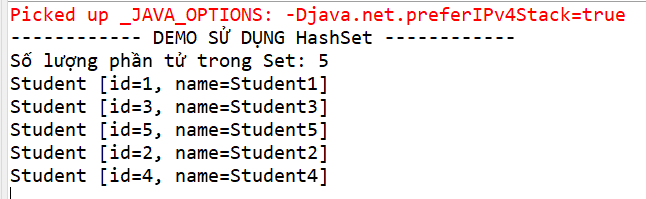 Picked up _JAVA_OPTIONS: -Djava.net.preferIPv4Stack=true
------------ DEMO SỬ DỤNG HashSet ------------
Số lượng phần tử trong Set: 5
Student [id=1, name=Student1]
Student [id=3, name=Student3]
Student [id=5, name=Student5]
Student [id=2, name=Student2]
Student [id=4, name=Student4]